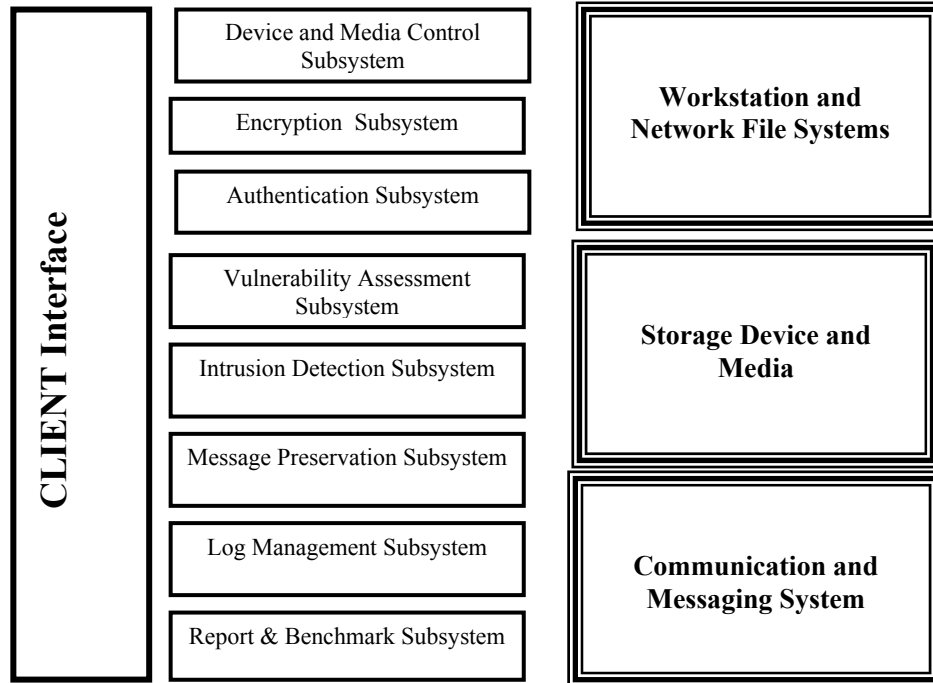 CLIENT Interface
Device and Media Control
Subsystem
Encryption Subsystem
Authentication Subsystem
Vulnerability Assessment
Subsystem
Intrusion Detection Subsystem
Message Preservation Subsystem
Log Management Subsystem
Report & Benchmark Subsystem
Workstation and
Network File Systems
Storage Device and
Media
Communication and
Messaging System